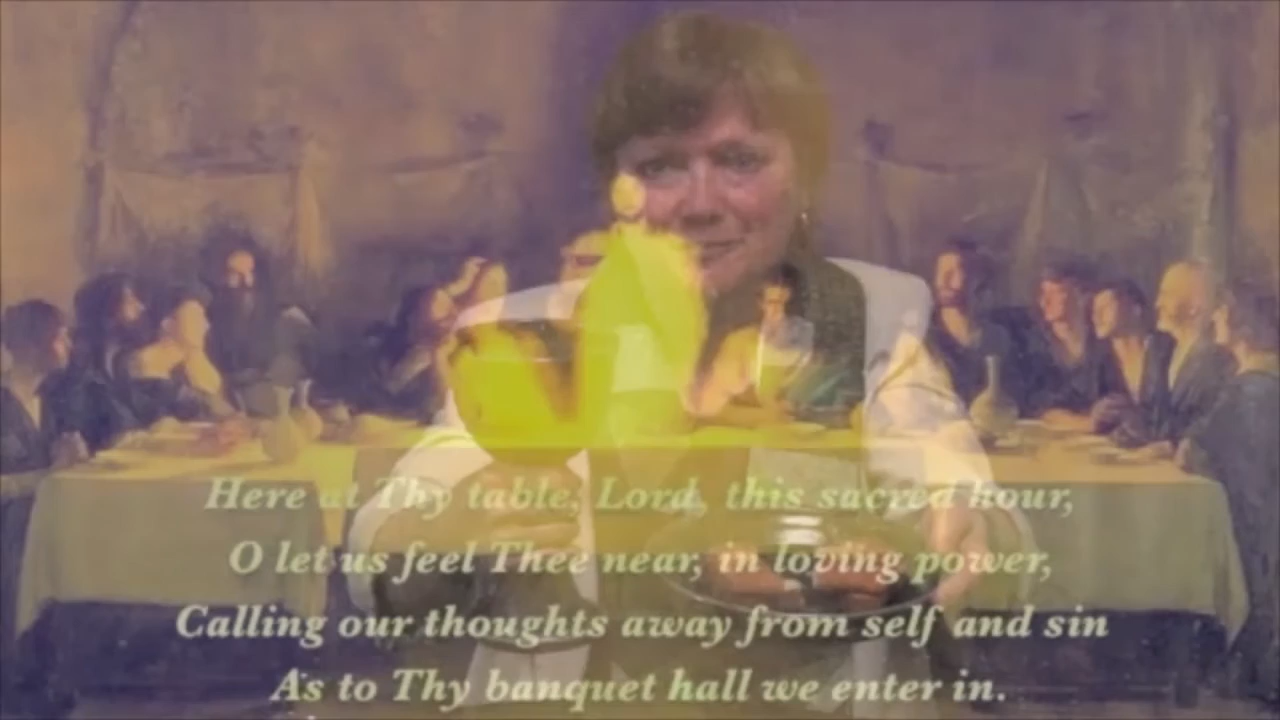 Here at Thy table, Lord, this sacred hour,
O let us feel Thee near, in loving power,
Calling our thoughts away from self and sin
As to Thy banquet hall we enter in.